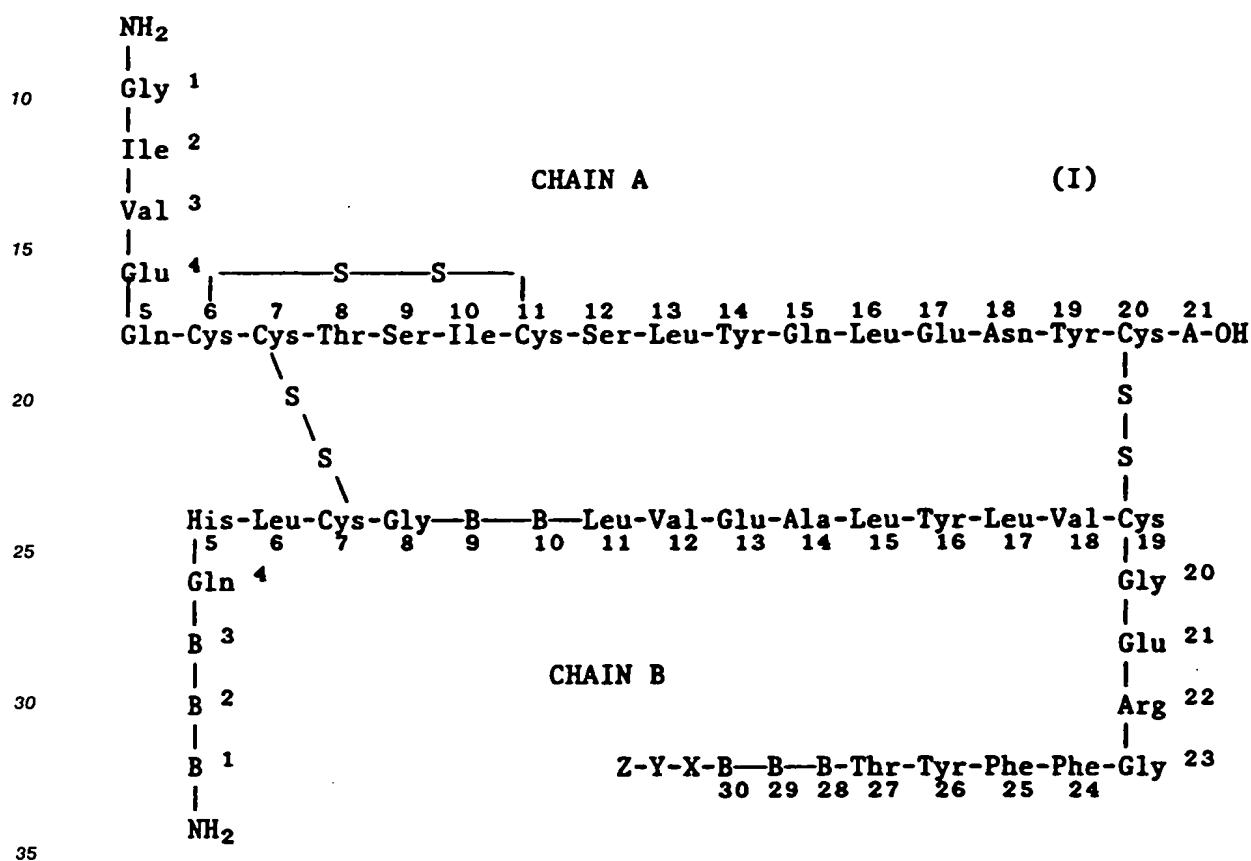 NH2
10 Gly 1
Ile 2
CHAIN A (I)
Val 3
15
Glu 4 S S
5 6 7 8 9 10 11 12 13 14 15 16 17 18 19 20 21
Gln-Cys-Cys-Thr-Ser-Ile-Cys-Ser-Leu-Tyr-Gln-Leu-Glu-Asn-Tyr-Cys-A-OH
20 S S
S S
His-Leu-Cys-Gly-B-B-Leu-Val-Glu-Ala-Leu-Tyr-Leu-Val-Cys
25 5 6 7 8 9 10 11 12 13 14 15 16 17 18 19
Gln 4 Gly 20
B 3 Glu 21
CHAIN B
30 B 2 Arg 22
B 1 Z-Y-X-B-B-B-Thr-Tyr-Phe-Phe-Gly 23
30 29 28 27 26 25 24
NH2
35